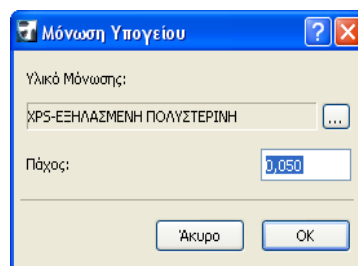 Μόνωση Υπογείου
Υλικό Μόνωσης:
XPS-ΕΞΗΛΑΣΜΕΝΗ ΠΟΛΥΣΤΕΡΙΝΗ ...
Πάχος: 0,050
Άκυρο OK